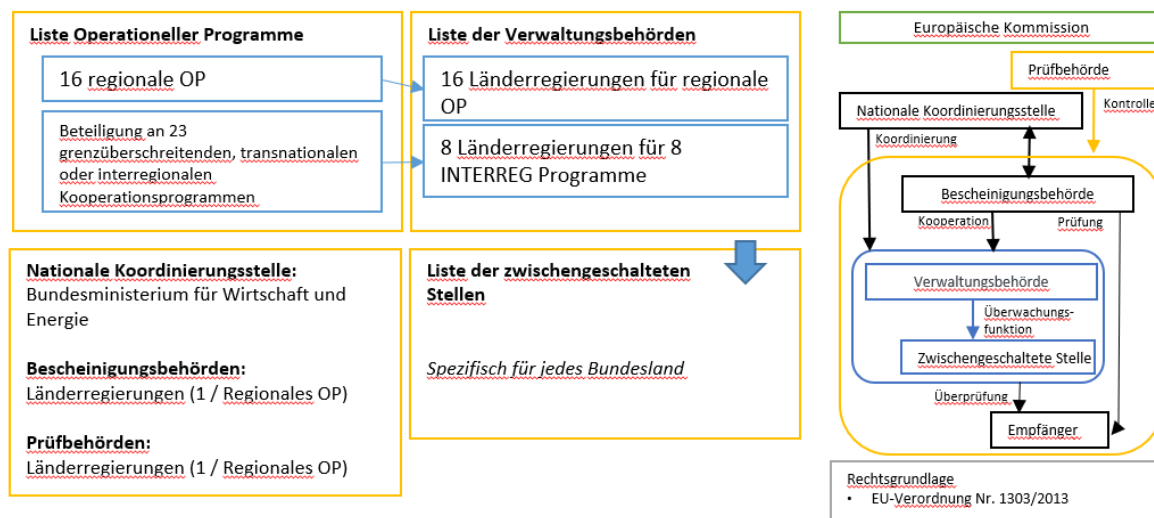 Liste Operationeller Programme
16 regionale OP
Beteiligung an 23
grenzüberschreitenden, transnationalen
oder interregionalen
Kooperationsprogrammen
Liste der Verwaltungsbehörden
16 Länderregierungen für regionale
OP
8 Länderregierungen für 8
INTERREG Programme
Nationale Koordinierungsstelle:
Bundesministerium für Wirtschaft und
Energie
Bescheinigungsbehörden:
Länderregierungen (1 / Regionales OP)
Prüfbehörden:
Länderregierungen (1 / Regionales OP)
Liste der zwischengeschalteten
Stellen
Spezifisch für jedes Bundesland
Europäische Kommission
Prüfbehörde
Kontrolle
Nationale Koordinierungsstelle
Koordinierung
Bescheinigungsbehörde
Kooperation
Prüfung
Verwaltungsbehörde
Überwachungs-
funktion
Zwischengeschaltete Stelle
Überprüfung
Empfänger
Rechtsgrundlage
• EU-Verordnung Nr. 1303/2013